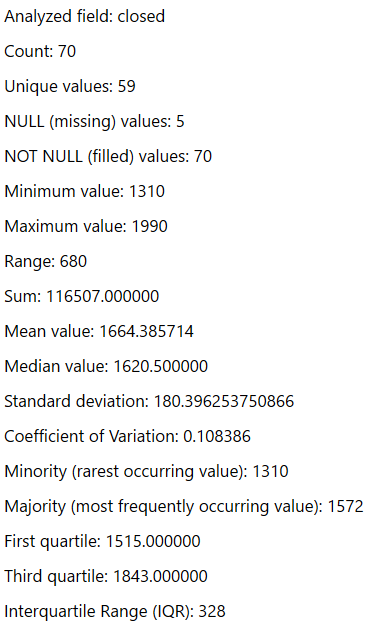 Analyzed field: closed
Count: 70
Unique values: 59
NULL (missing) values: 5
NOT NULL (filled) values: 70
Minimum value: 1310
Maximum value: 1990
Range: 680
Sum: 116507.000000
Mean value: 1664.385714
Median value: 1620.500000
Standard deviation: 180.396253750866
Coefficient of Variation: 0.108386
Minority (rarest occurring value): 1310
Majority (most frequently occurring value): 1572
First quartile: 1515.000000
Third quartile: 1843.000000
Interquartile Range (IQR): 328